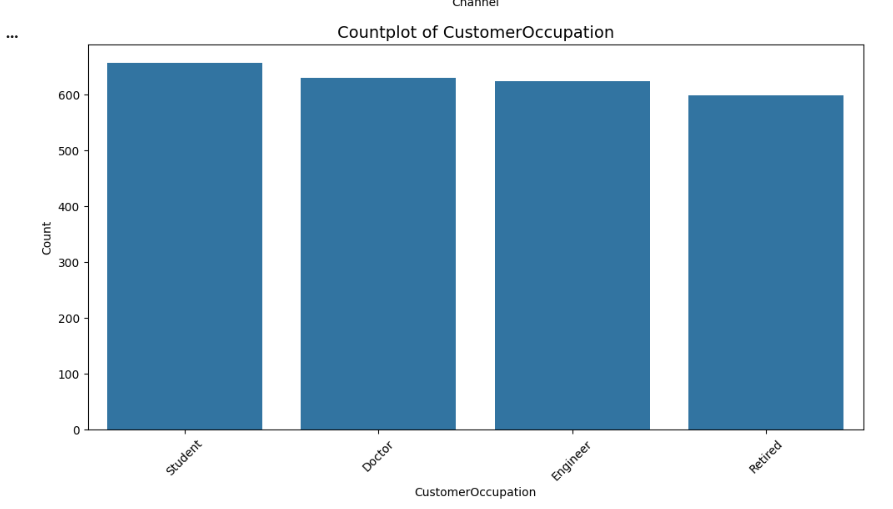 Channel
...
Countplot of CustomerOccupation
600
500
400
300
200
100
0
Count
Student
Doctor
Engineer
Retired
CustomerOccupation